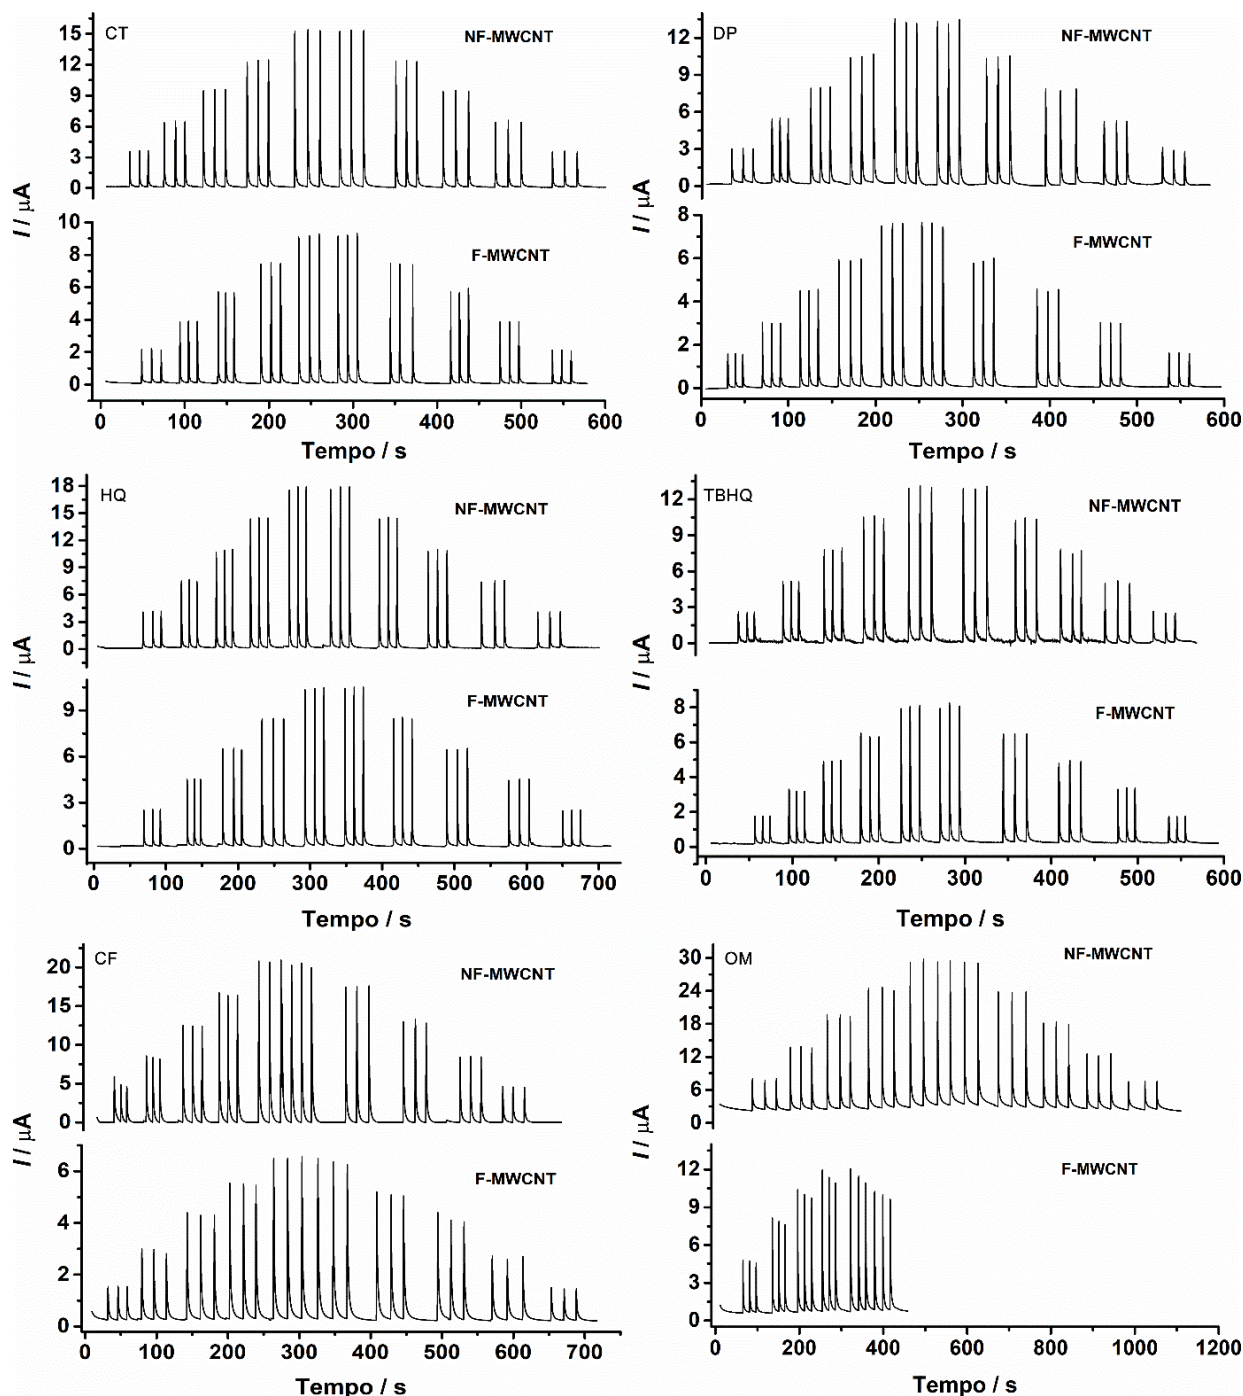 CT
NF-MWCNT
15
12
9
6
3
0
I / µA
F-MWCNT
10
8
6
4
2
0
0 100 200 300 400 500 600
Tempo / s
DP
NF-MWCNT
12
9
6
3
0
I / µA
F-MWCNT
8
6
4
2
0
0 100 200 300 400 500 600
Tempo / s
HQ
NF-MWCNT
18
15
12
9
6
3
0
I / µA
F-MWCNT
9
6
3
0
0 100 200 300 400 500 600 700
Tempo / s
TBHQ
NF-MWCNT
12
9
6
3
0
I / µA
F-MWCNT
8
6
4
2
0
0 100 200 300 400 500 600
Tempo / s
CF
NF-MWCNT
20
15
10
5
0
I / µA
F-MWCNT
6
4
2
0
0 100 200 300 400 500 600 700
Tempo / s
OM
NF-MWCNT
30
24
18
12
6
0
I / µA
F-MWCNT
12
9
6
3
0
0 200 400 600 800 1000 1200
Tempo / s